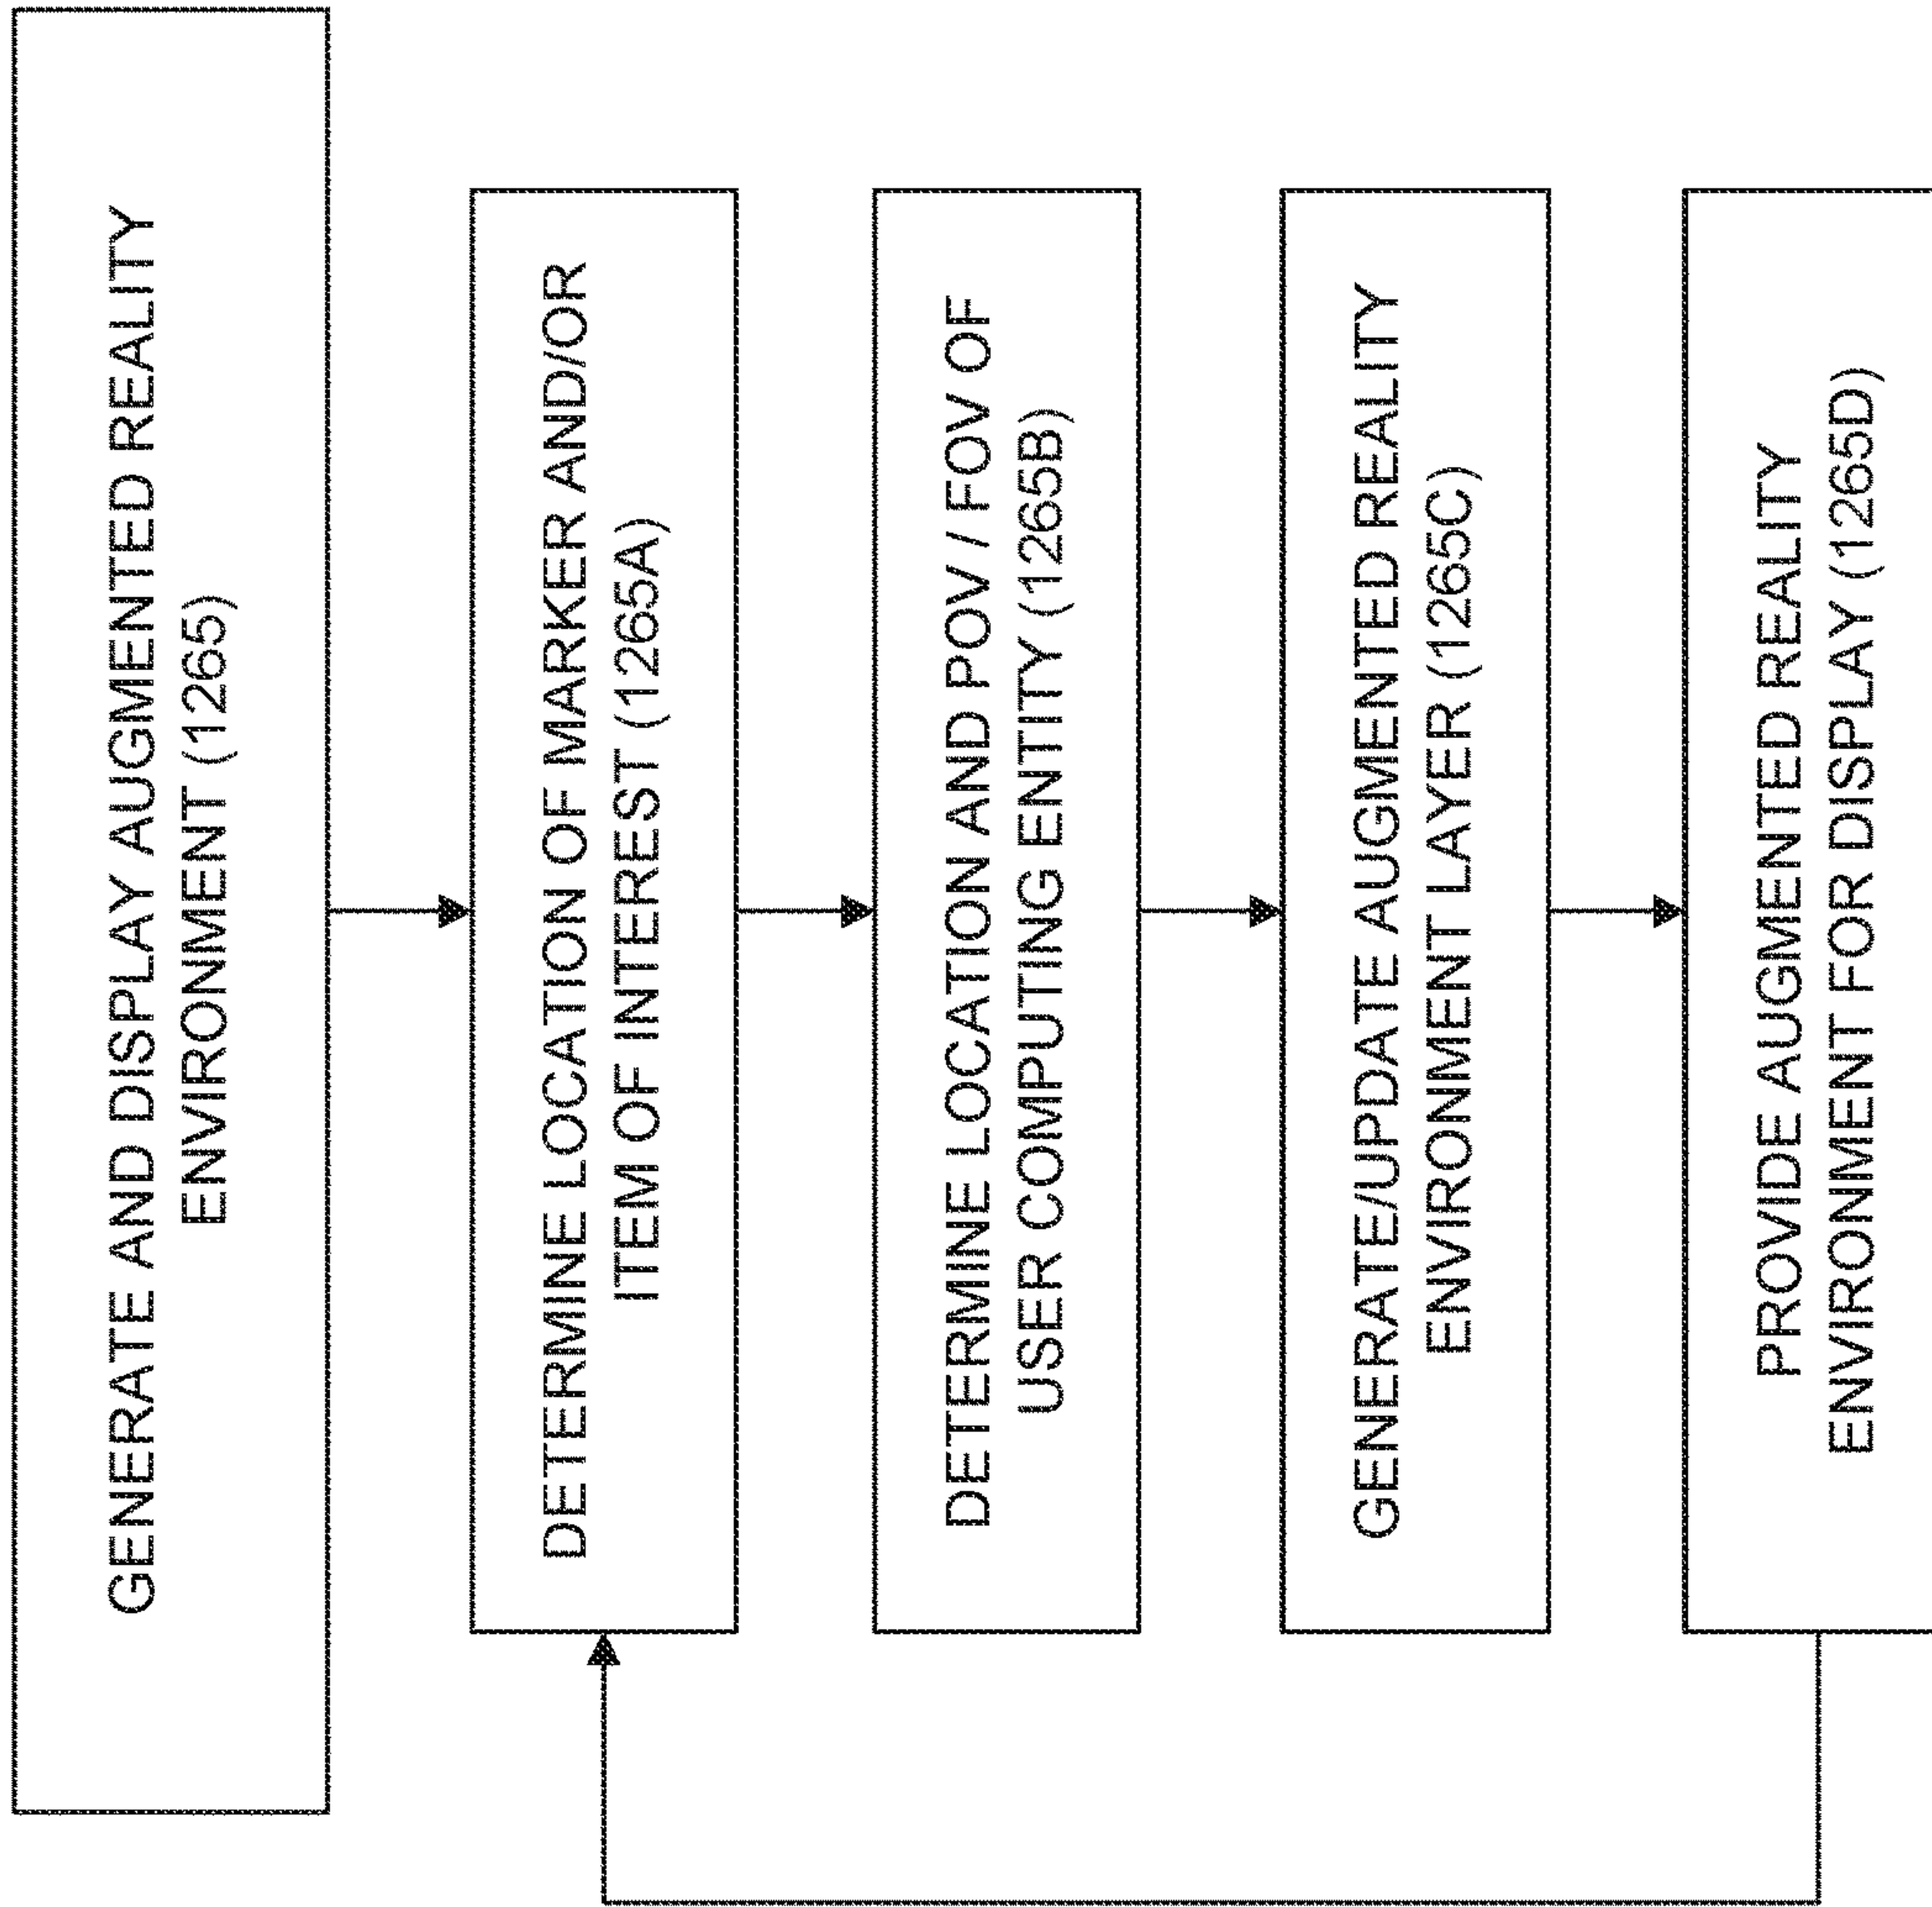 GENERATE AND DISPLAY AUGMENTED REALITY
ENVIRONMENT (1265)
DETERMINE LOCATION OF MARKER AND/OR
ITEM OF INTEREST (1265A)
DETERMINE LOCATION AND POV / FOV OF
USER COMPUTING ENTITY (1265B)
GENERATE/UPDATE AUGMENTED REALITY
ENVIRONMENT LAYER (1265C)
PROVIDE AUGMENTED REALITY
ENVIRONMENT FOR DISPLAY (1265D)